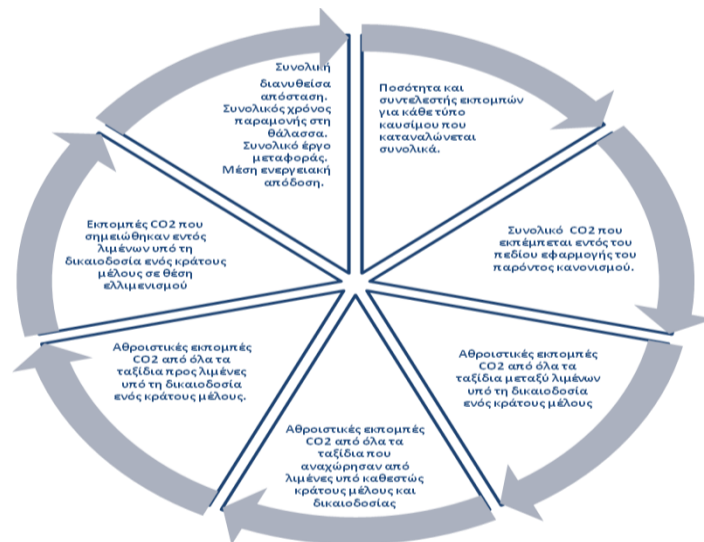 Συνολική
διανυθείσα
απόσταση.
Συνολικός χρόνος
παραμονής στη
θάλασσα.
Συνολικό έργο
μεταφοράς.
Μέση ενεργειακή
απόδοση.
Ποσότητα και
συντελεστής εκπομπών
για κάθε τύπο
καυσίμου που
καταναλώνεται
συνολικά.
Συνολικό CO2 που
εκπέμπεται εντός του
πεδίου εφαρμογής του
παρόντος κανονισμού.
Αθροιστικές εκπομπές
CO2 από όλα τα
ταξίδια μεταξύ λιμένων
υπό τη δικαιοδοσία
ενός κράτους μέλους
Αθροιστικές εκπομπές
CO2 από όλα τα
ταξίδια που
αναχώρησαν από
λιμένες υπό καθεστώς
κράτους μέλους και
δικαιοδοσίας
Αθροιστικές εκπομπές
CO2 από όλα τα
ταξίδια προς λιμένες
υπό τη δικαιοδοσία
ενός κράτους μέλους.
Εκπομπές CO2 που
σημειώθηκαν εντός
λιμένων υπό τη
δικαιοδοσία ενός κράτους
μέλους σε θέση
ελλιμενισμού